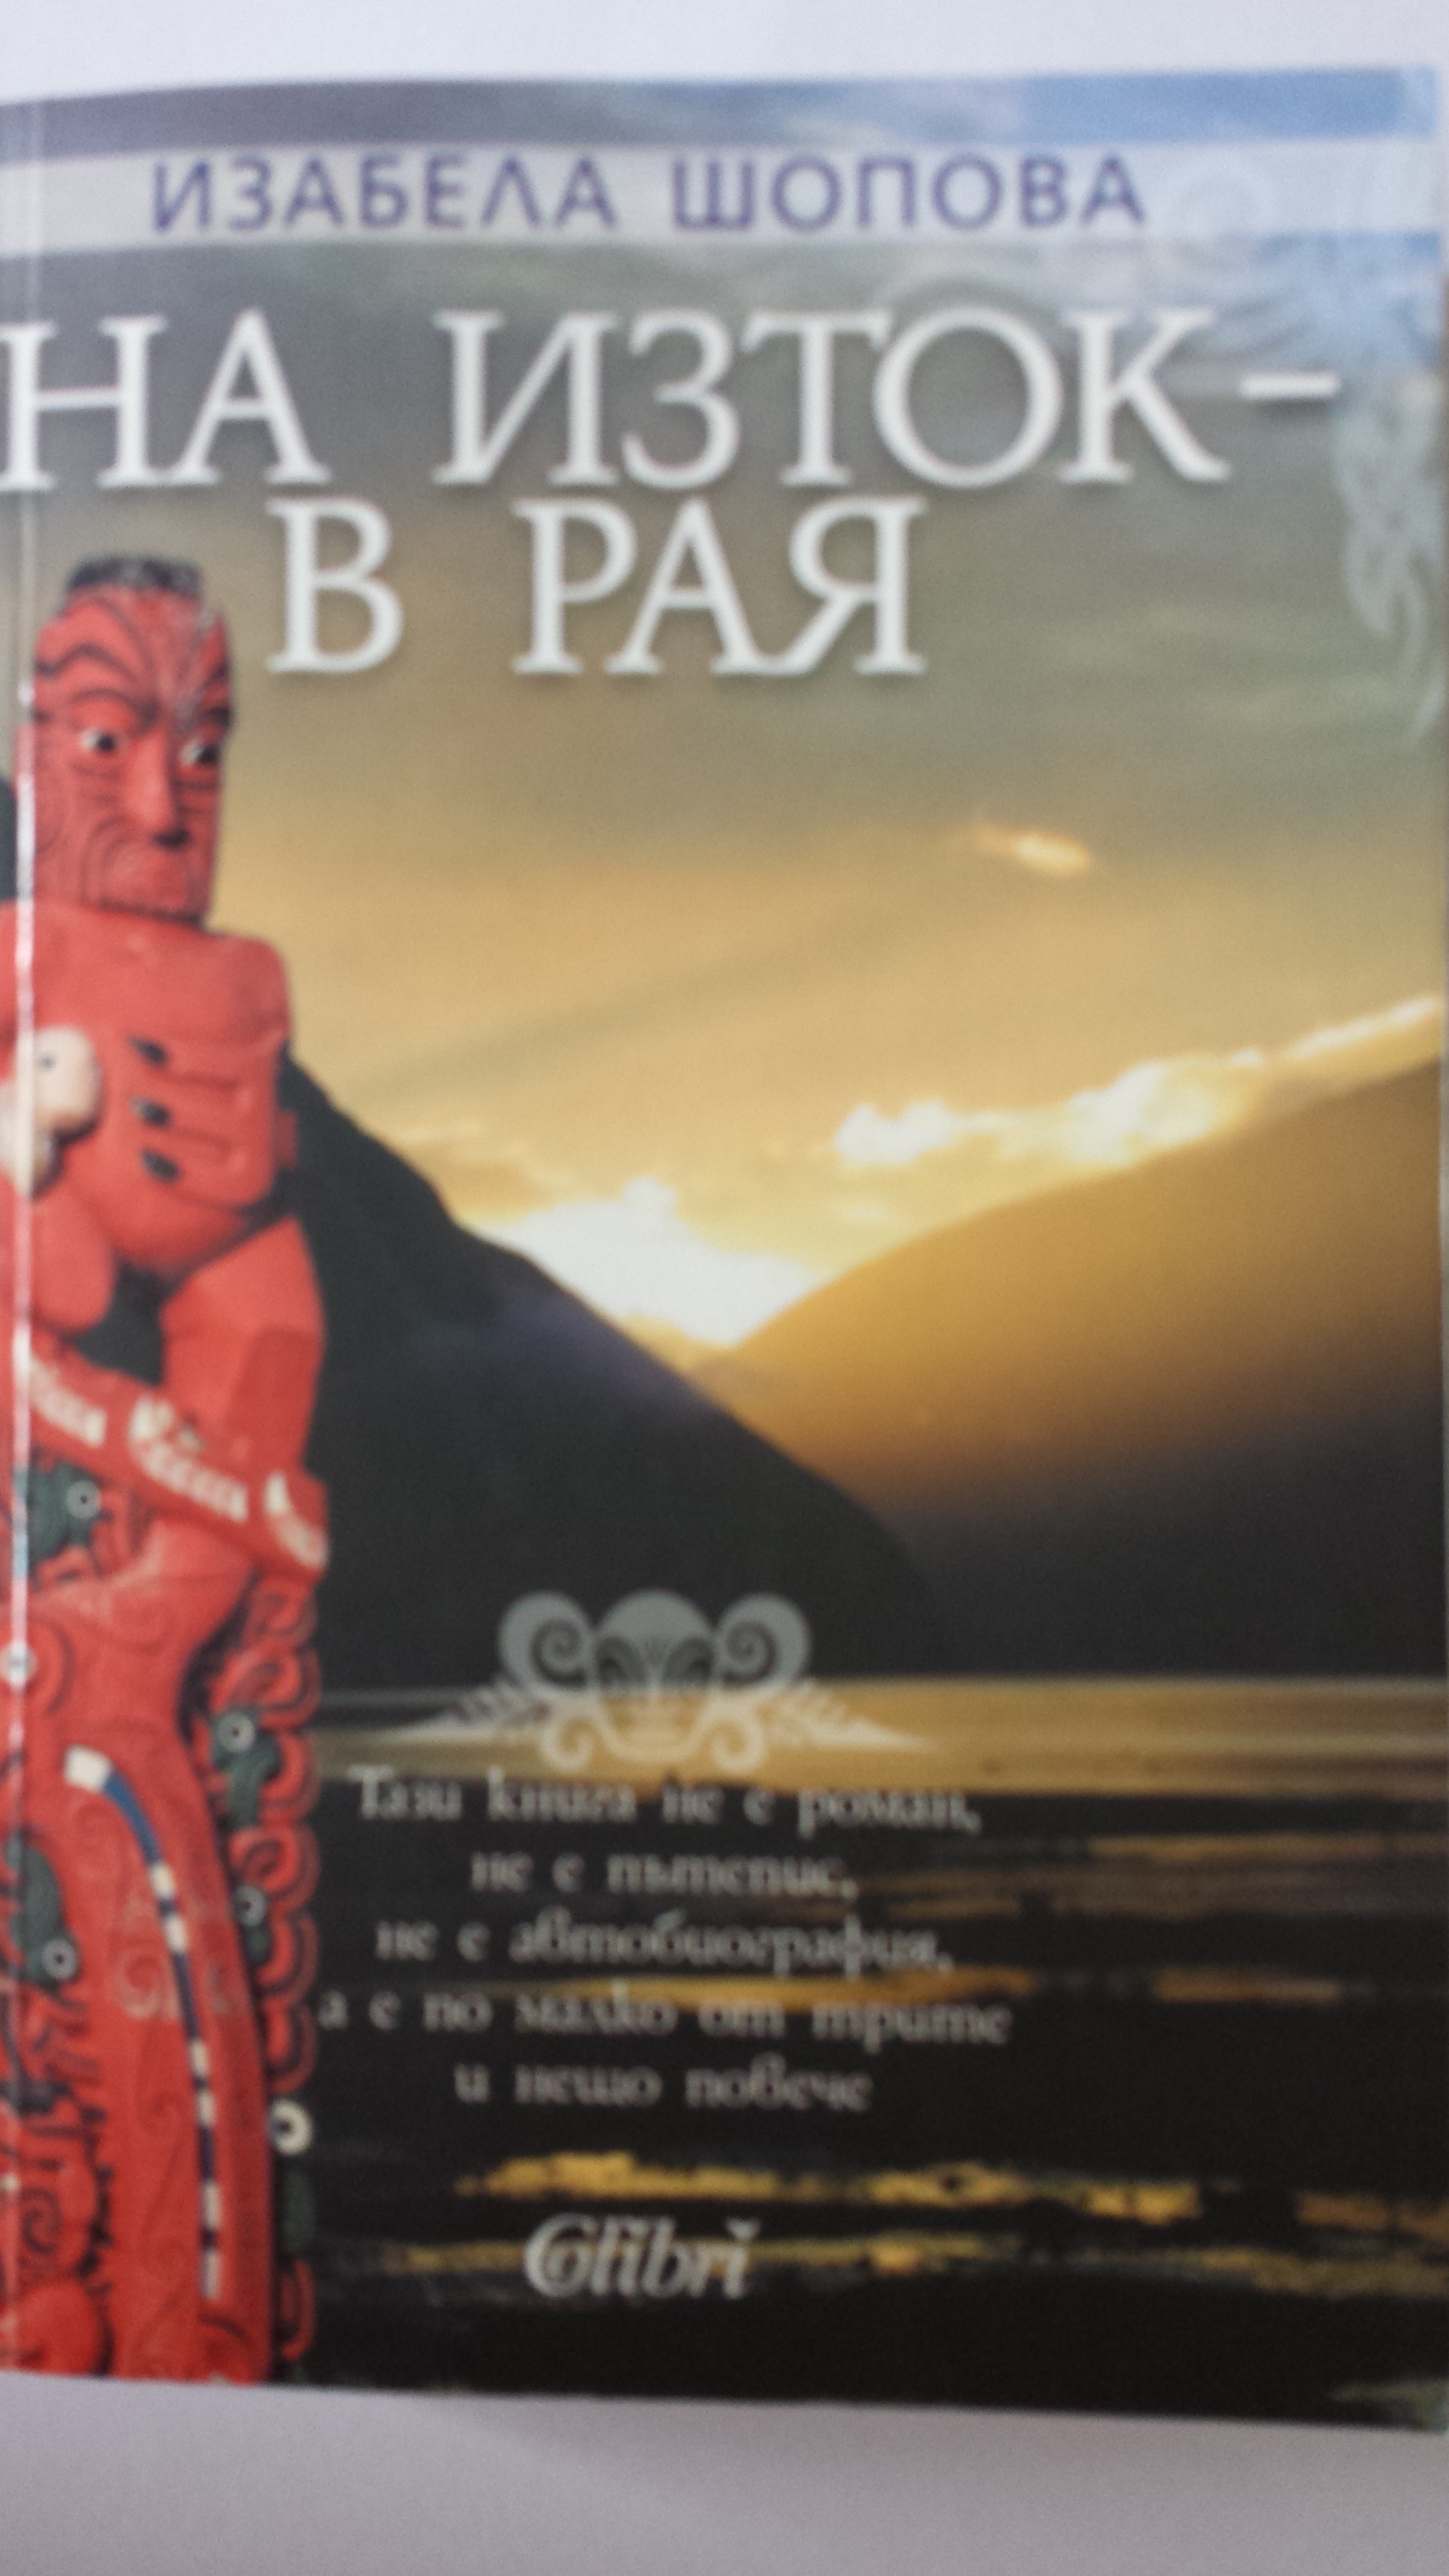 ИЗАБЕЛА ШОПОВА
НА ИЗТОК –
В РАЯ
Тази книга не е роман,
не е пътепис,
не е автобиография,
а е по малко от трите
и нещо повече
Colibri